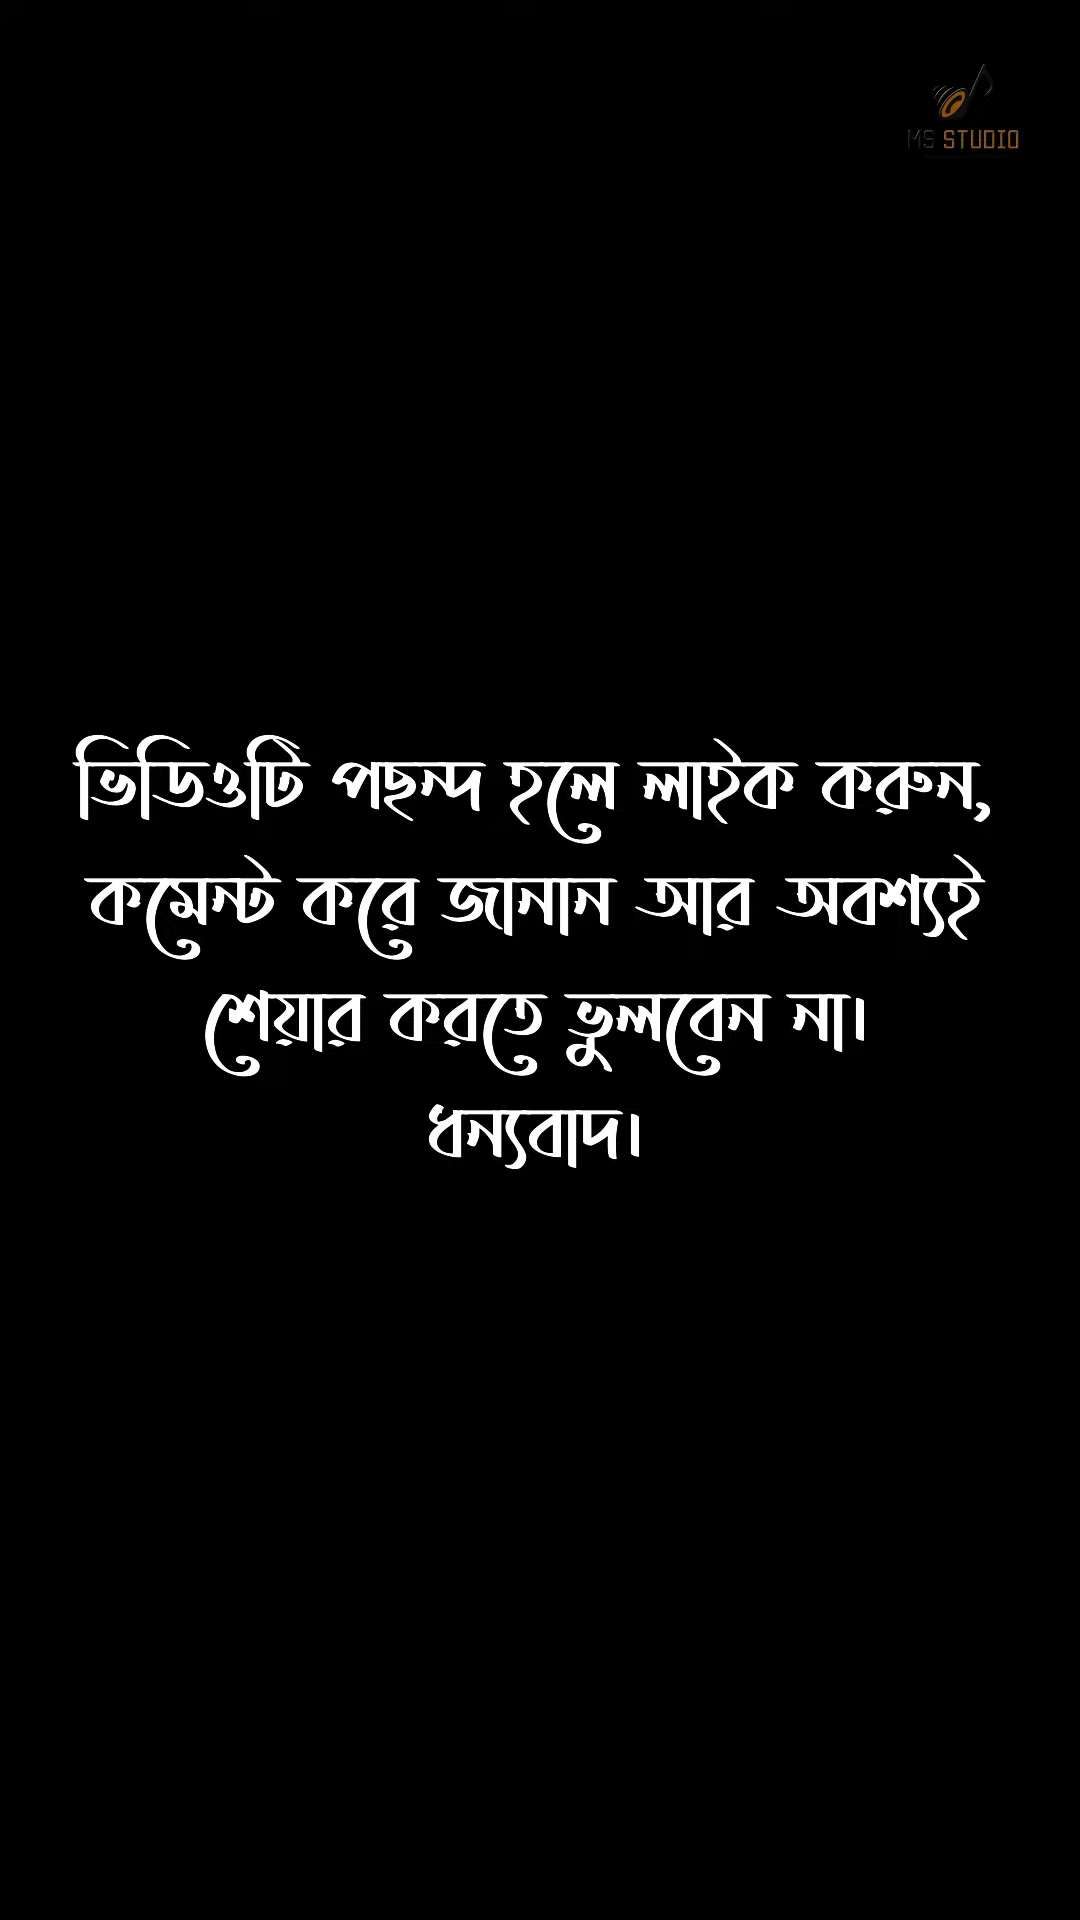 MS STUDIO
ভিডিওটি পছন্দ হলে লাইক করুন,
কমেন্ট করে জানান আর অবশ্যই
শেয়ার করতে ভুলবেন না।
ধন্যবাদ।